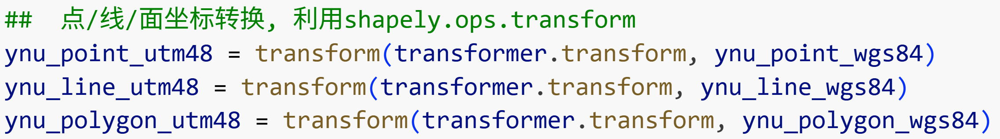 ##  点/线/面坐标转换, 利用shapely.ops.transform
ynu_point_utm48 = transform(transformer.transform, ynu_point_wgs84)
ynu_line_utm48 = transform(transformer.transform, ynu_line_wgs84)
ynu_polygon_utm48 = transform(transformer.transform, ynu_polygon_wgs84)